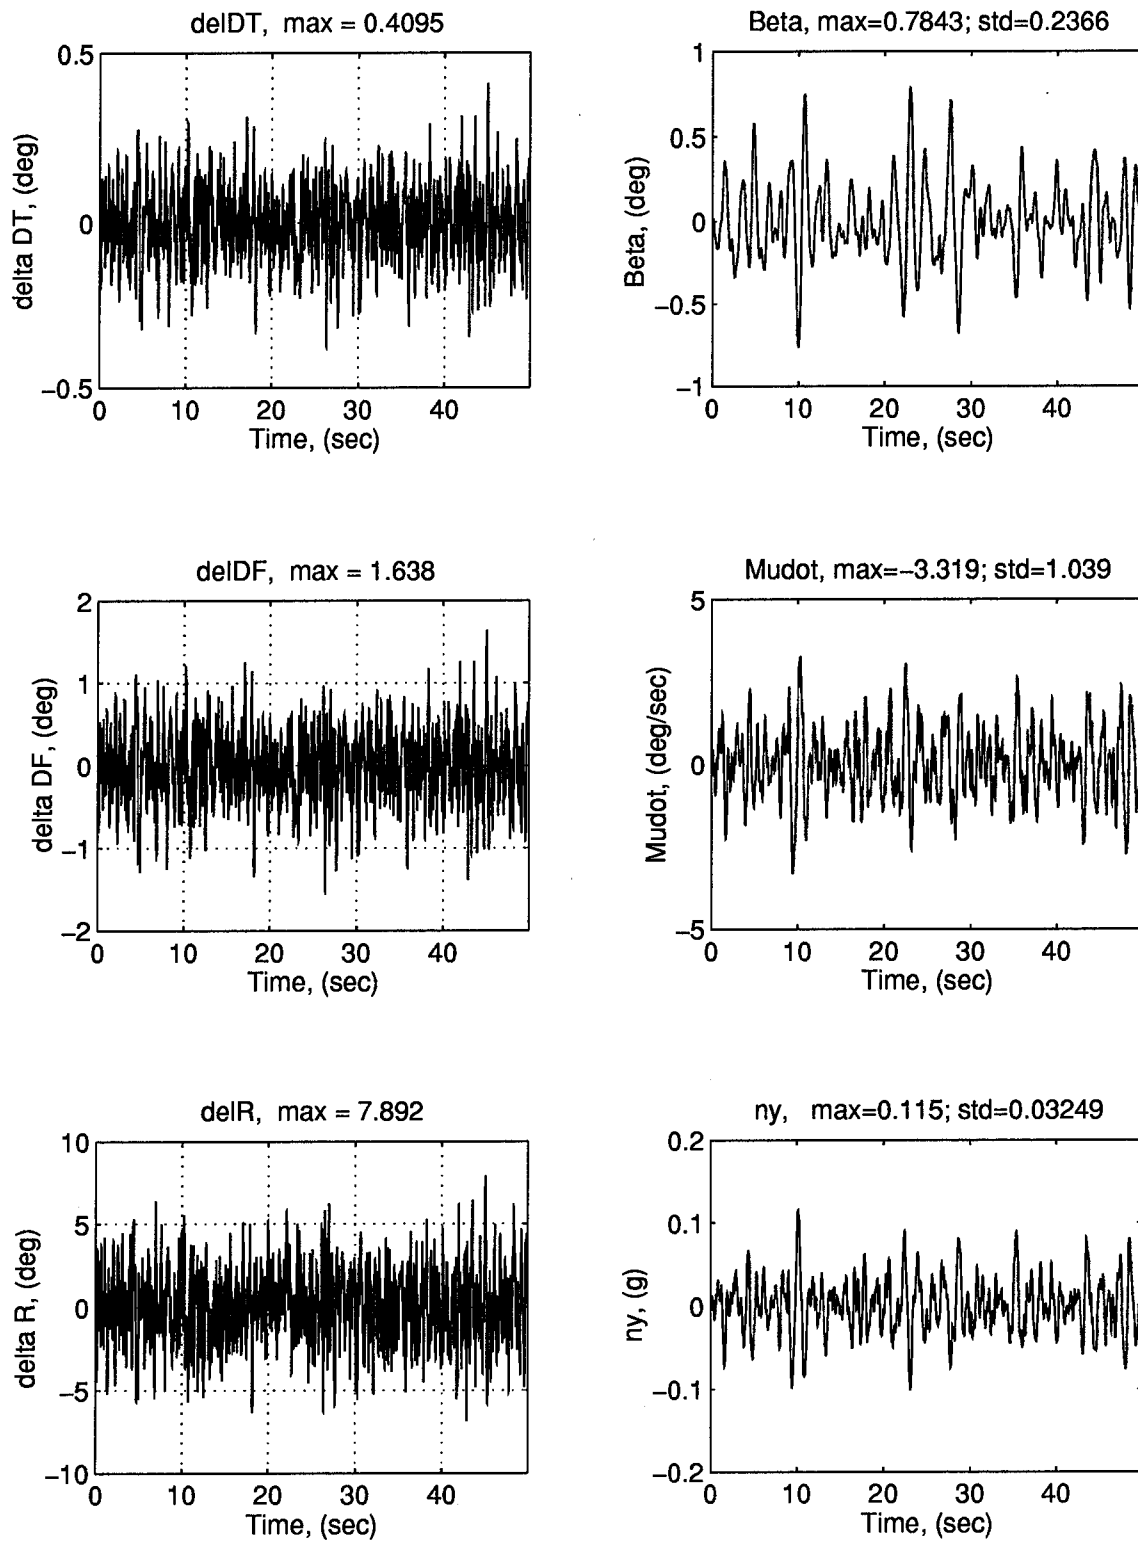 delDT,  max = 0.4095
0.5
0
−0.5
delta DT, (deg)
0 10 20 30 40
Time, (sec)
Beta, max=0.7843; std=0.2366
1
0.5
0
−0.5
−1
Beta, (deg)
0 10 20 30 40
Time, (sec)
delDF,  max = 1.638
2
1
0
−1
−2
delta DF, (deg)
0 10 20 30 40
Time, (sec)
Mudot, max=−3.319; std=1.039
5
0
−5
Mudot, (deg/sec)
0 10 20 30 40
Time, (sec)
delR,  max = 7.892
10
5
0
−5
−10
delta R, (deg)
0 10 20 30 40
Time, (sec)
ny,   max=0.115; std=0.03249
0.2
0.1
0
−0.1
−0.2
ny, (g)
0 10 20 30 40
Time, (sec)